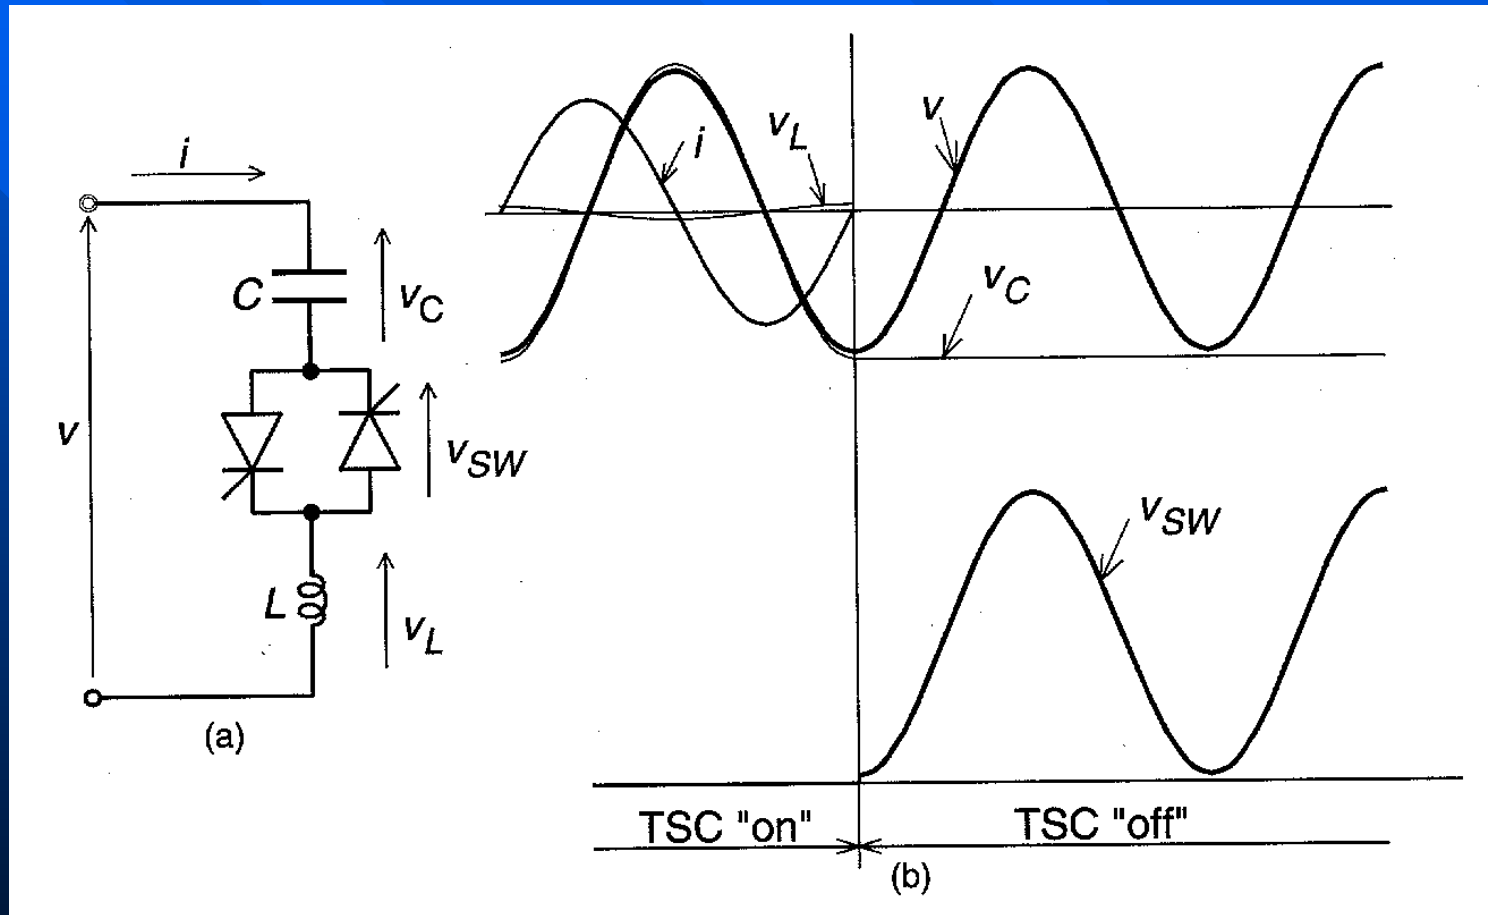 i
C
v_C
v
v_SW
L
v_L
(a)
v_L
i
v
v_C
v_SW
TSC "on"
TSC "off"
(b)